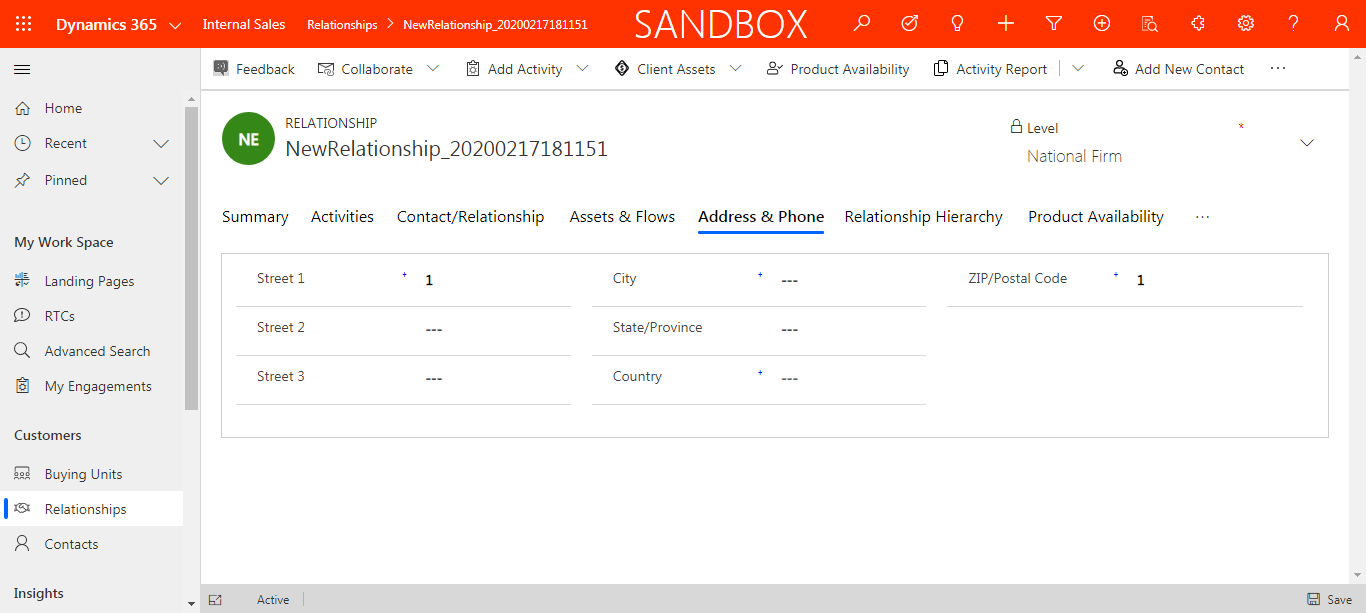 Dynamics 365 Internal Sales Relationships > NewRelationship_20200217181151 SANDBOX
Feedback Collaborate Add Activity Client Assets Product Availability Activity Report Add New Contact ...
Home
Recent
Pinned
My Work Space
Landing Pages
RTCs
Advanced Search
My Engagements
Customers
Buying Units
Relationships
Contacts
Insights
NE
RELATIONSHIP
NewRelationship_20200217181151
Level *
National Firm
Summary Activities Contact/Relationship Assets & Flows Address & Phone Relationship Hierarchy Product Availability ...
Street 1 + 1 City + --- ZIP/Postal Code + 1
Street 2 --- State/Province ---
Street 3 --- Country + ---
Active Save